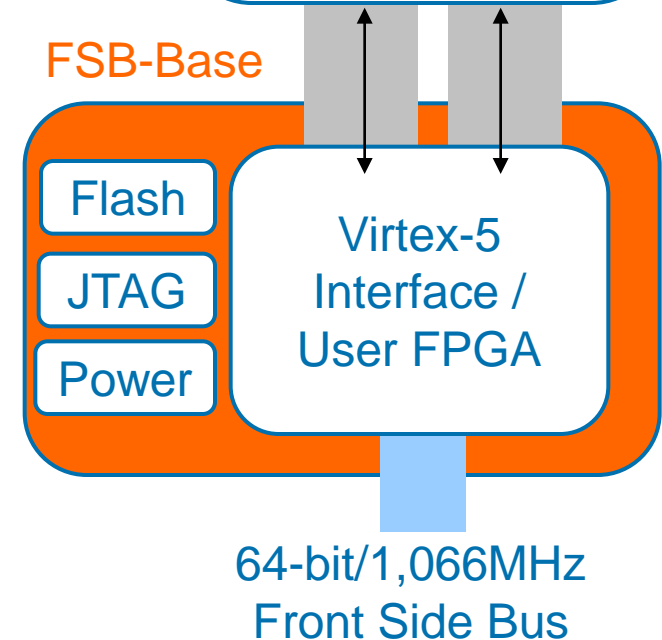 FSB-Base
Flash
JTAG
Power
Virtex-5
Interface /
User FPGA
64-bit/1,066MHz
Front Side Bus